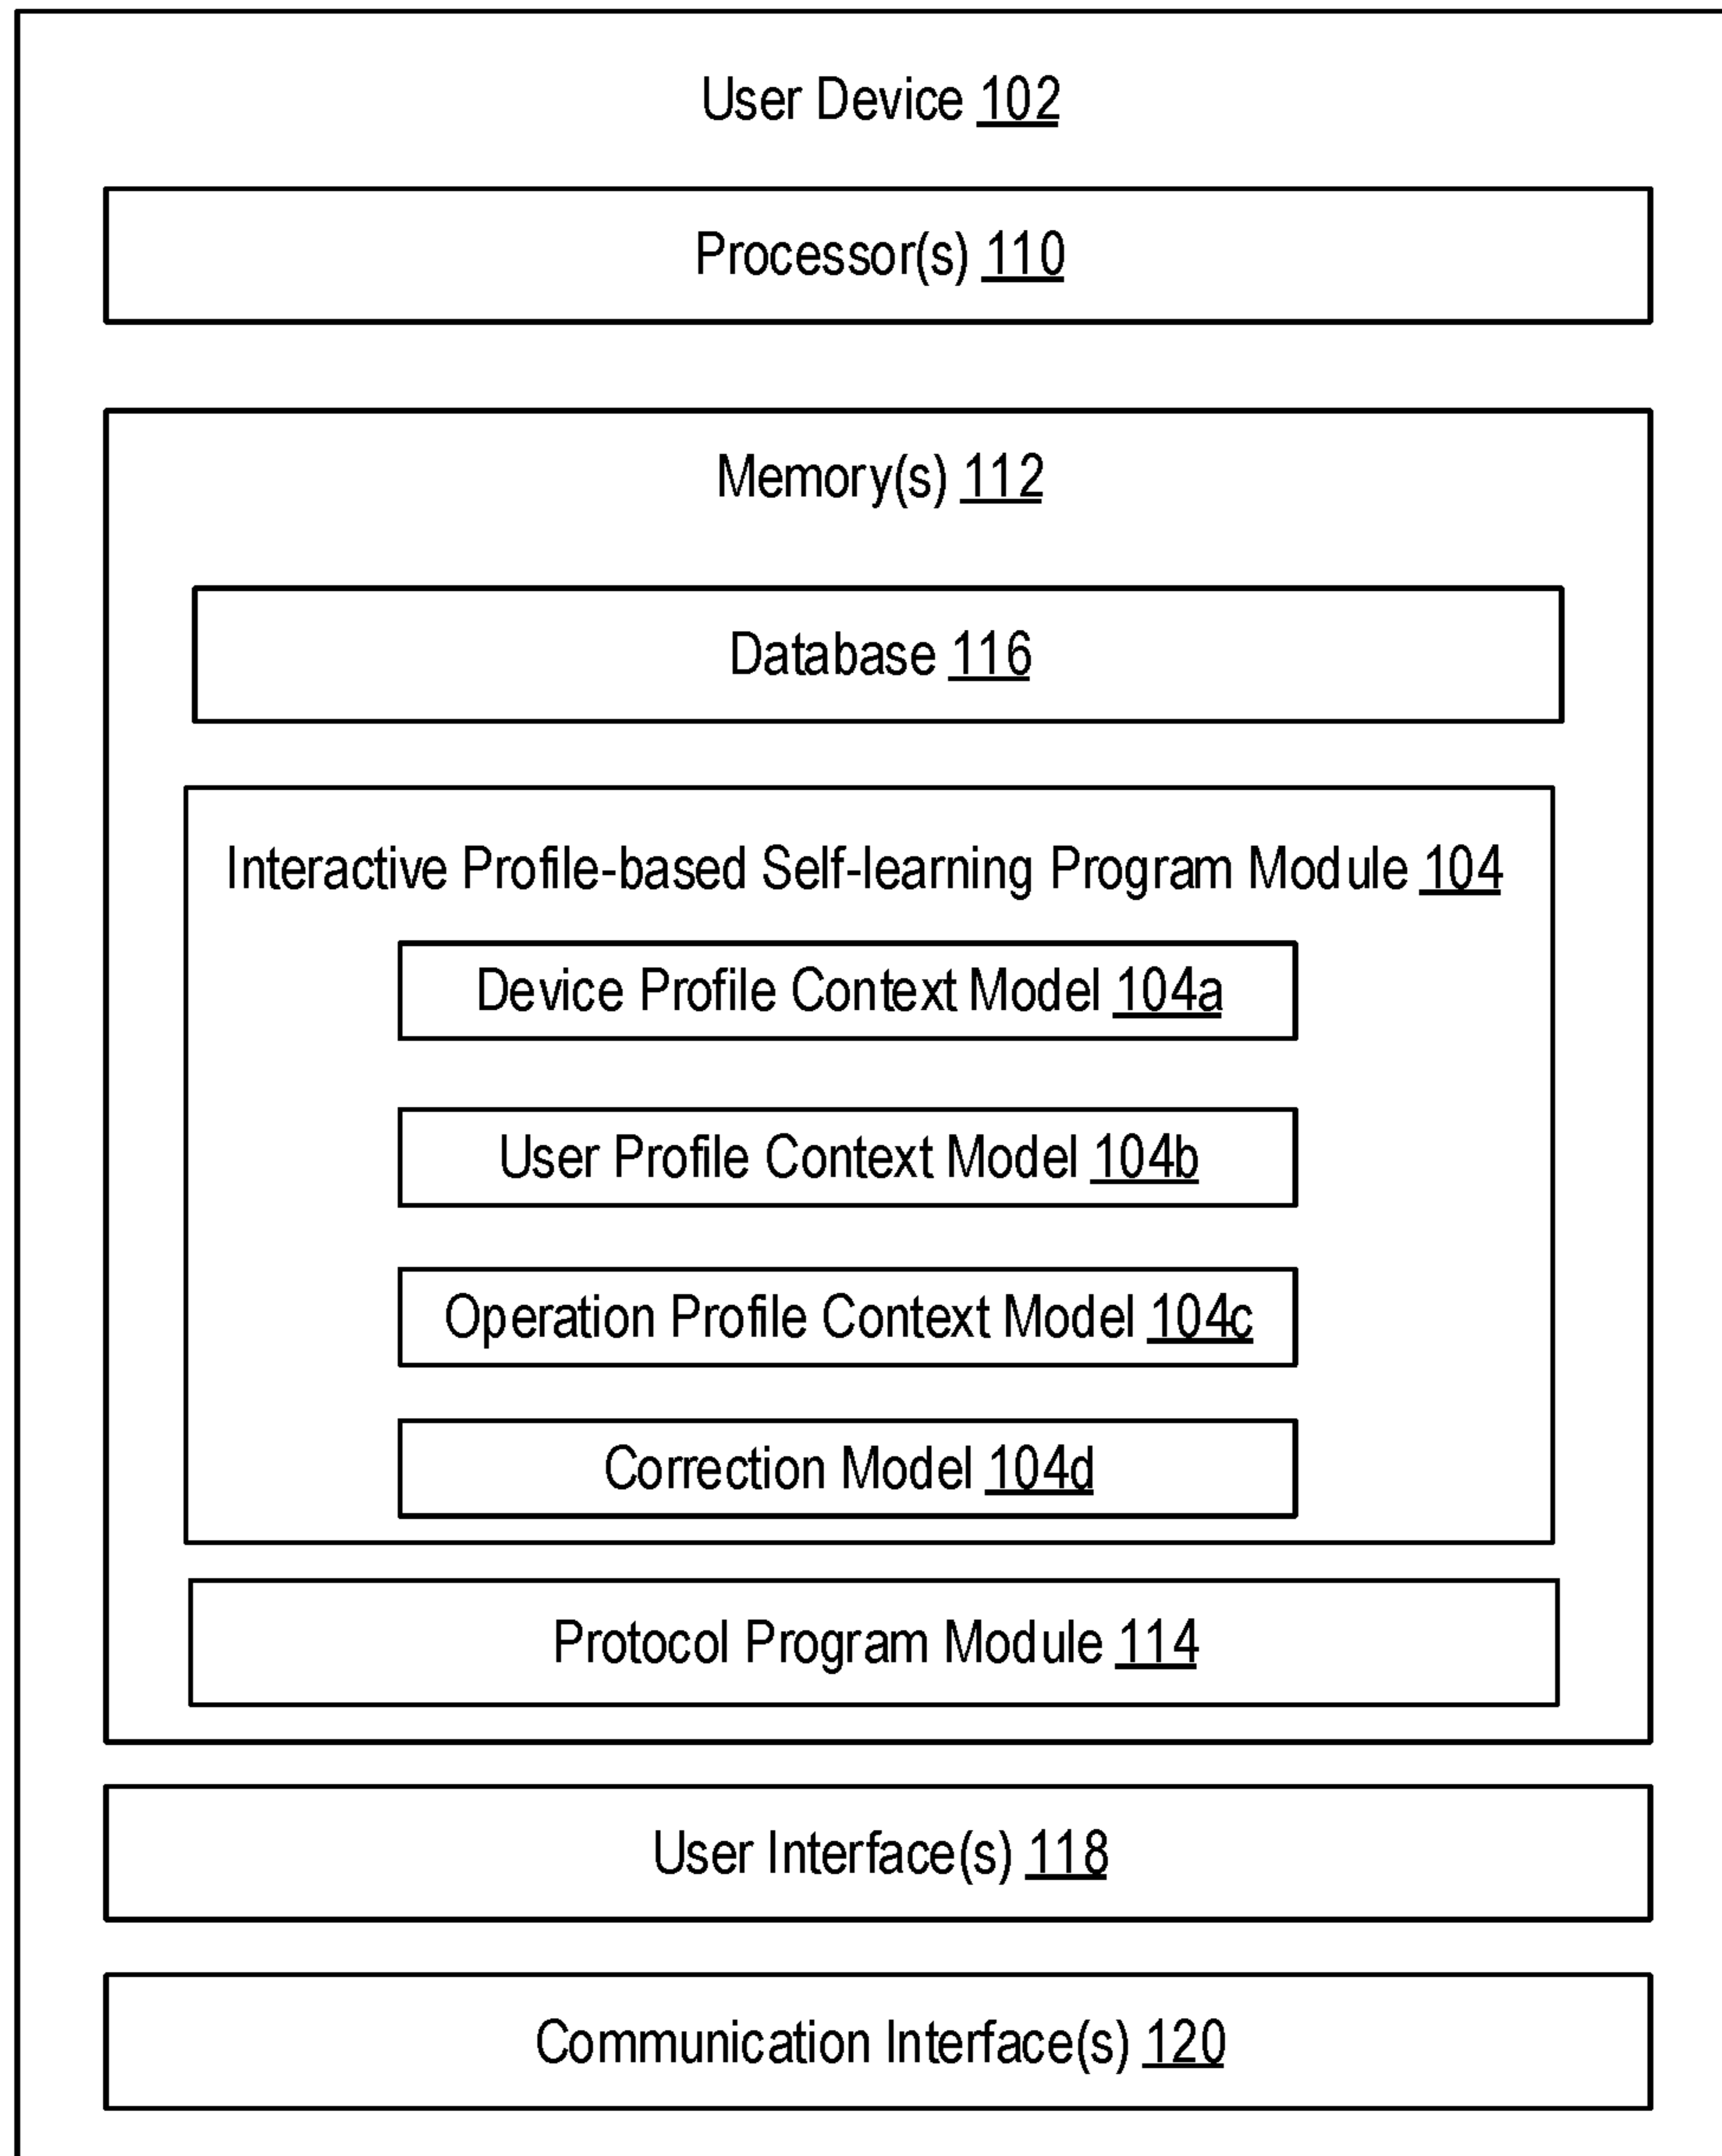 User Device 102
Processor(s) 110
Memory(s) 112
Database 116
Interactive Profile-based Self-learning Program Module 104
Device Profile Context Model 104a
User Profile Context Model 104b
Operation Profile Context Model 104c
Correction Model 104d
Protocol Program Module 114
User Interface(s) 118
Communication Interface(s) 120